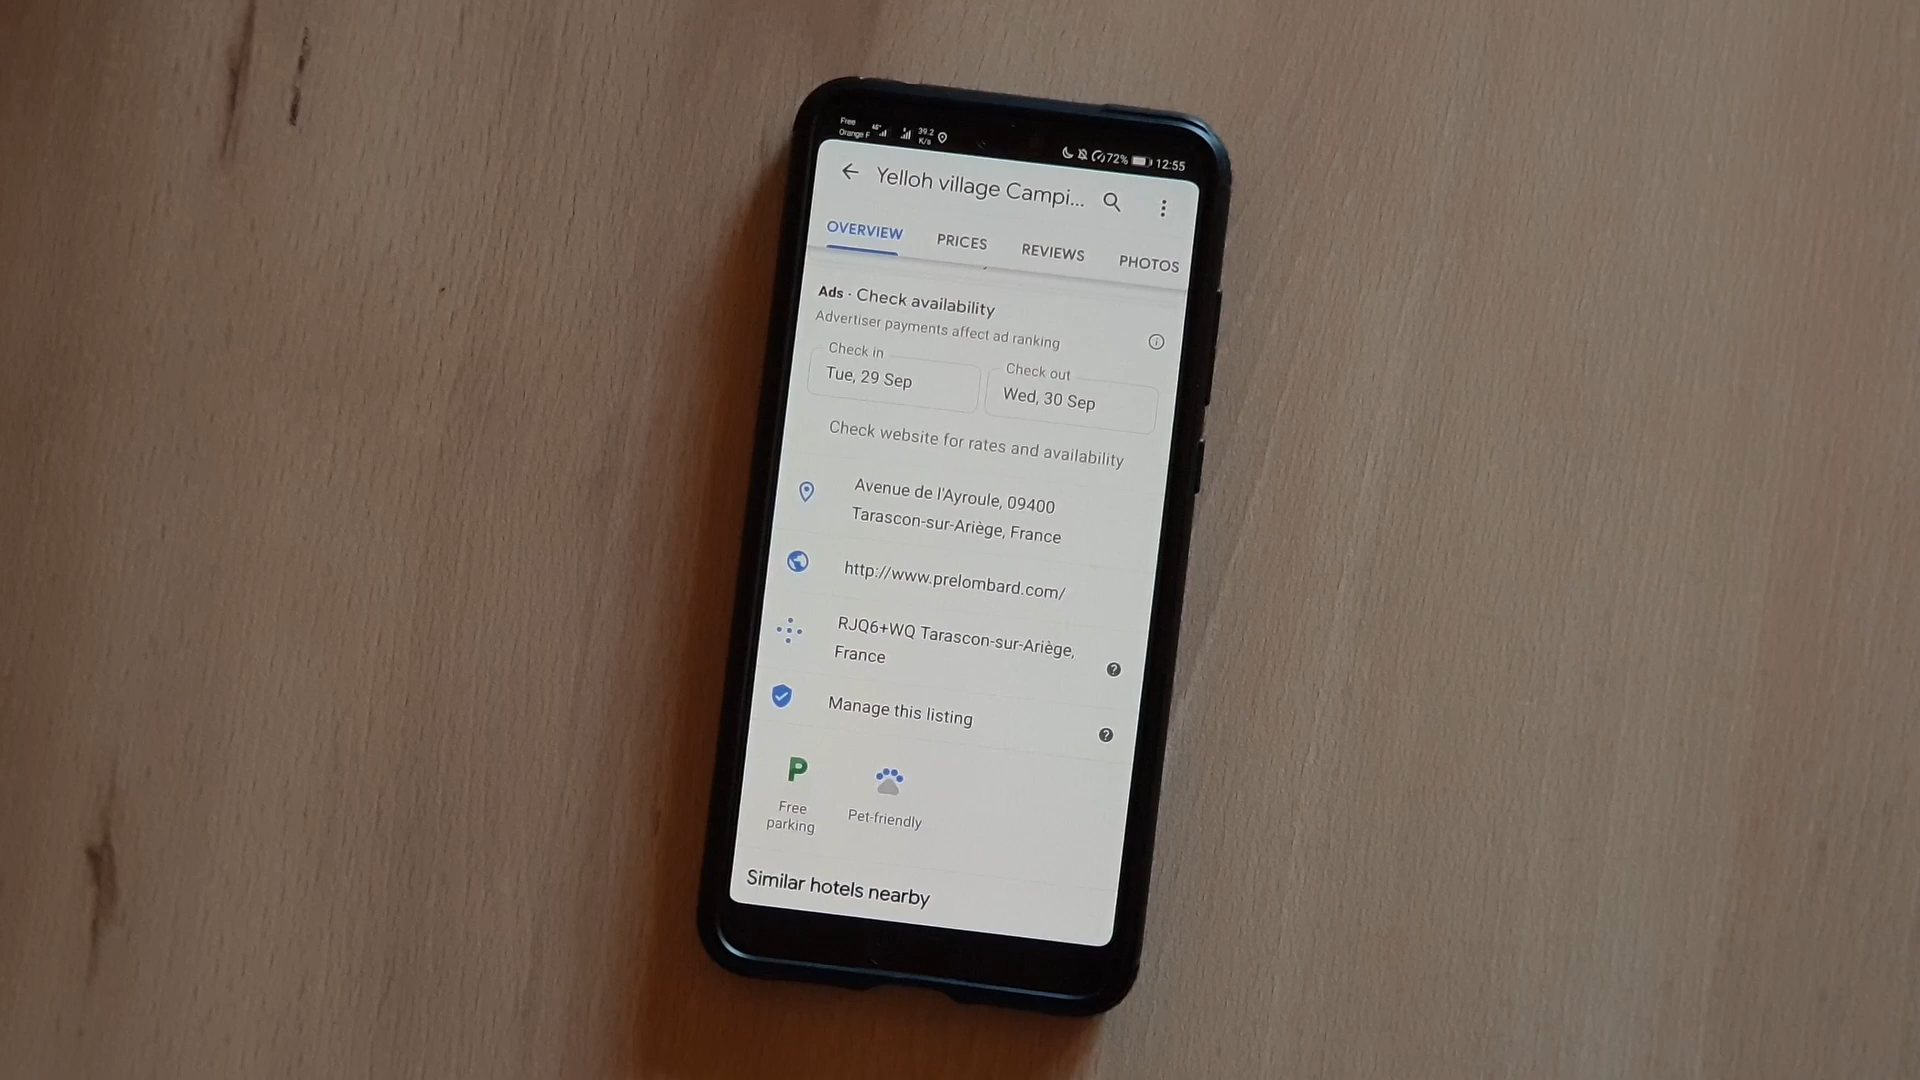 Free
Orange F
4G+
39.2
K/s
72%
12:55
Yelloh village Campi...
OVERVIEW
PRICES
REVIEWS
PHOTOS
Ads · Check availability
Advertiser payments affect ad ranking
Check in
Tue, 29 Sep
Check out
Wed, 30 Sep
Check website for rates and availability
Avenue de l'Ayroule, 09400
Tarascon-sur-Ariège, France
http://www.prelombard.com/
RJQ6+WQ Tarascon-sur-Ariège,
France
Manage this listing
P
Free
parking
Pet-friendly
Similar hotels nearby